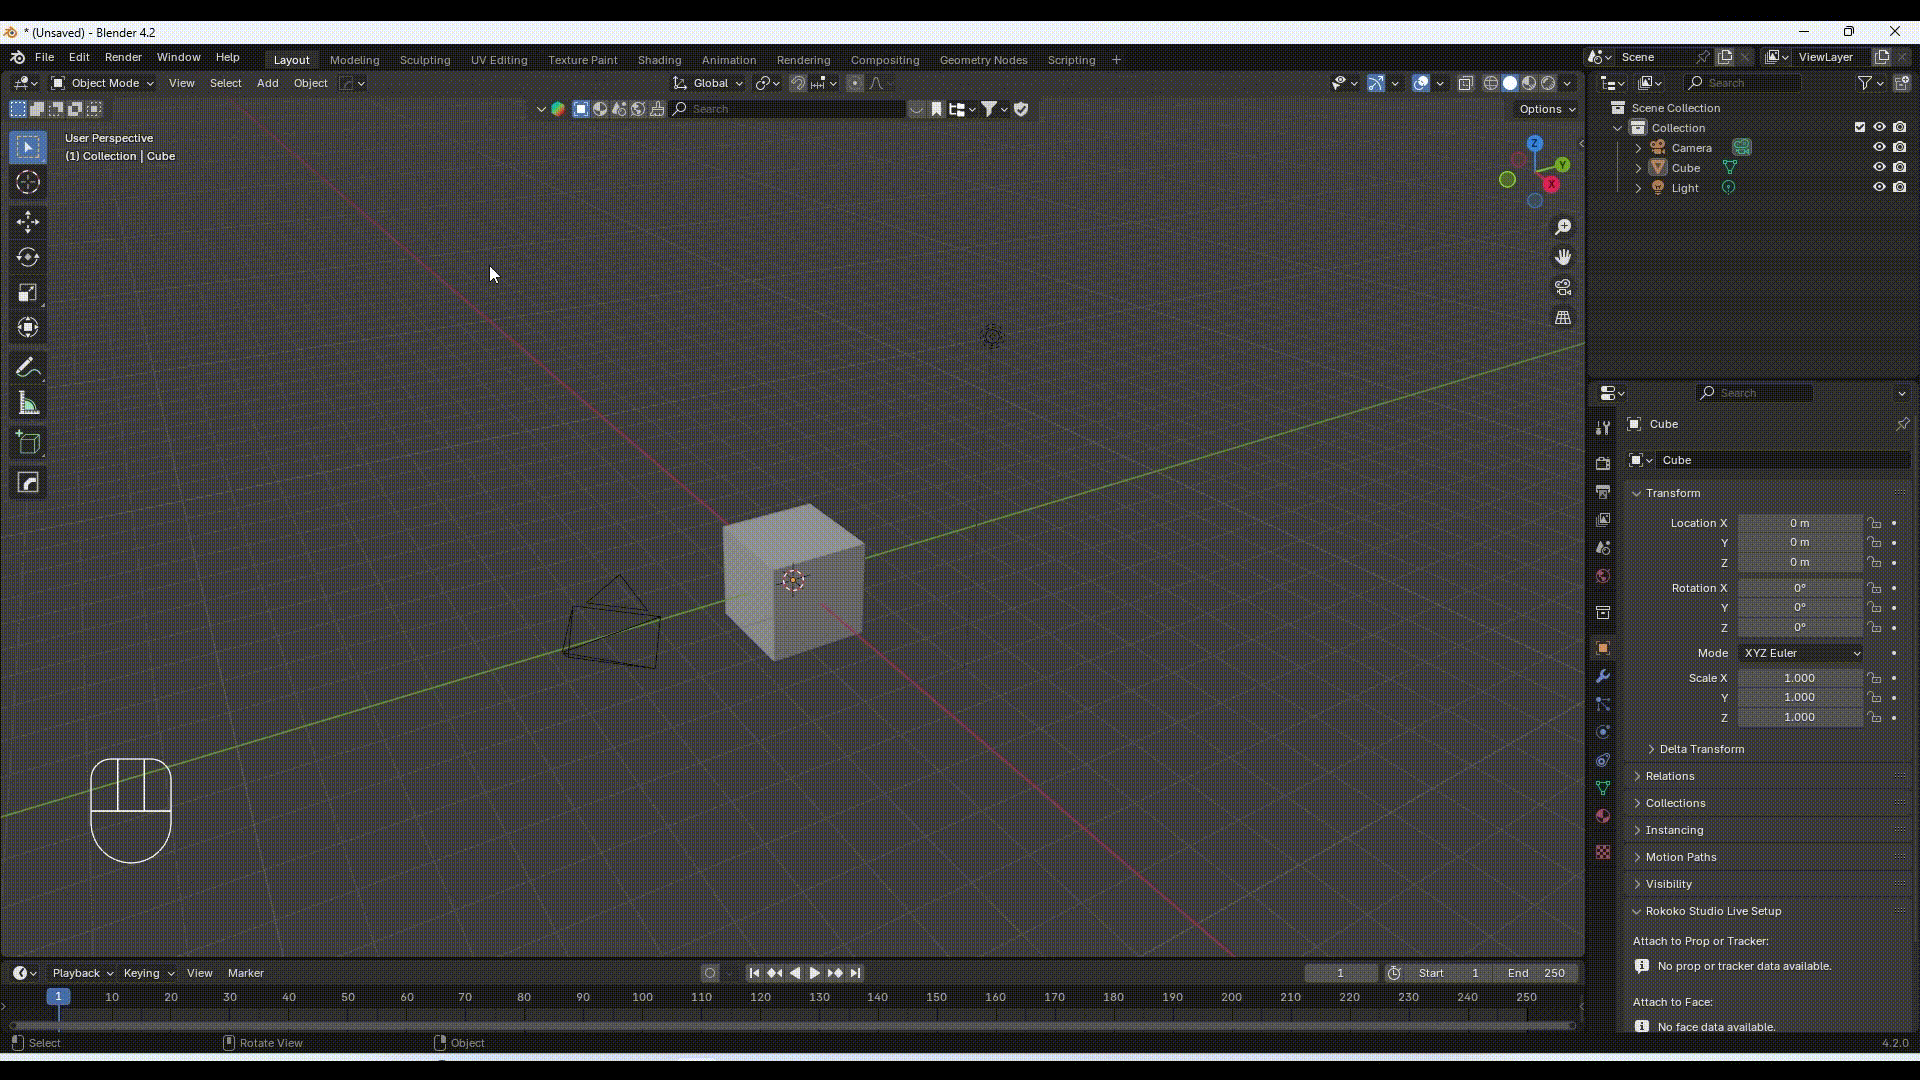 * (Unsaved) - Blender 4.2
File Edit Render Window Help Layout Modeling Sculpting UV Editing Texture Paint Shading Animation Rendering Compositing Geometry Nodes Scripting + Scene ViewLayer
Object Mode View Select Add Object Global Search
Search Options
User Perspective
(1) Collection | Cube
Z
Y
X
Scene Collection
Collection
Camera
Cube
Light
Search
Cube
Cube
Transform
Location X 0 m
Y 0 m
Z 0 m
Rotation X 0°
Y 0°
Z 0°
Mode XYZ Euler
Scale X 1.000
Y 1.000
Z 1.000
Delta Transform
Relations
Collections
Instancing
Motion Paths
Visibility
Rokoko Studio Live Setup
Attach to Prop or Tracker:
No prop or tracker data available.
Attach to Face:
No face data available.
Playback Keying View Marker 1 Start 1 End 250
1 10 20 30 40 50 60 70 80 90 100 110 120 130 140 150 160 170 180 190 200 210 220 230 240 250
Select Rotate View Object 4.2.0